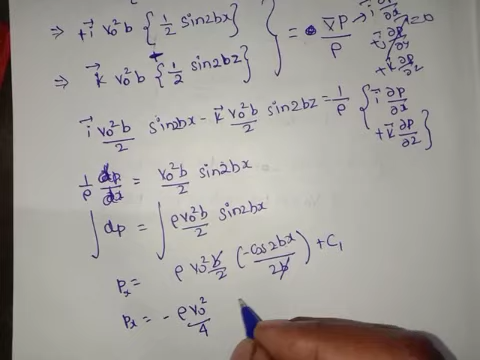 ⇒ +i⃗ v₀²b {½ sin2bx}
⇒ k⃗ v₀²b {½ sin2bz}
} = ∇P/ρ → i⃗ ∂P/∂x
j⃗ ∂P/∂y → =0
+k⃗ ∂P/∂z
i⃗ v₀²b/2 sin2bx - k⃗ v₀²b/2 sin2bz = 1/ρ {i⃗ ∂P/∂x
+k⃗ ∂P/∂z}
1/ρ dp/dx = v₀²b/2 sin2bx
∫dp = ∫ρv₀²b/2 sin2bx
Pₓ = ρ v₀² b/2 (-cos2bx/2b) + C₁
Pₓ = - ρv₀²/4